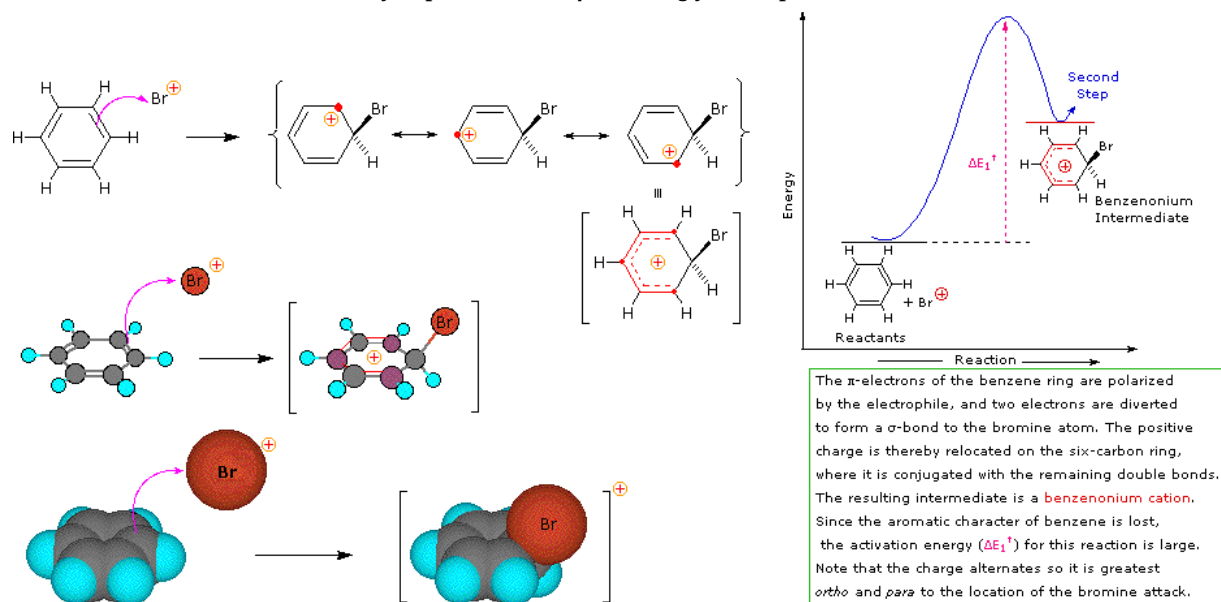 H H
Br ⊕
H H
H H
Br
⊕
H
Br
⊕
H
Br
⊕
H
≡
H H
Br
H ⊕
H
H H
Br ⊕
Br
⊕
Br ⊕
Br
⊕
Energy
ΔE₁†
Second
Step
H H
Br
H ⊕
H
H H
Benzenonium
Intermediate
H H
H H
H H
+ Br⊕
Reactants
Reaction
The π-electrons of the benzene ring are polarized
by the electrophile, and two electrons are diverted
to form a σ-bond to the bromine atom. The positive
charge is thereby relocated on the six-carbon ring,
where it is conjugated with the remaining double bonds.
The resulting intermediate is a benzenonium cation.
Since the aromatic character of benzene is lost,
the activation energy (ΔE₁†) for this reaction is large.
Note that the charge alternates so it is greatest
ortho and para to the location of the bromine attack.